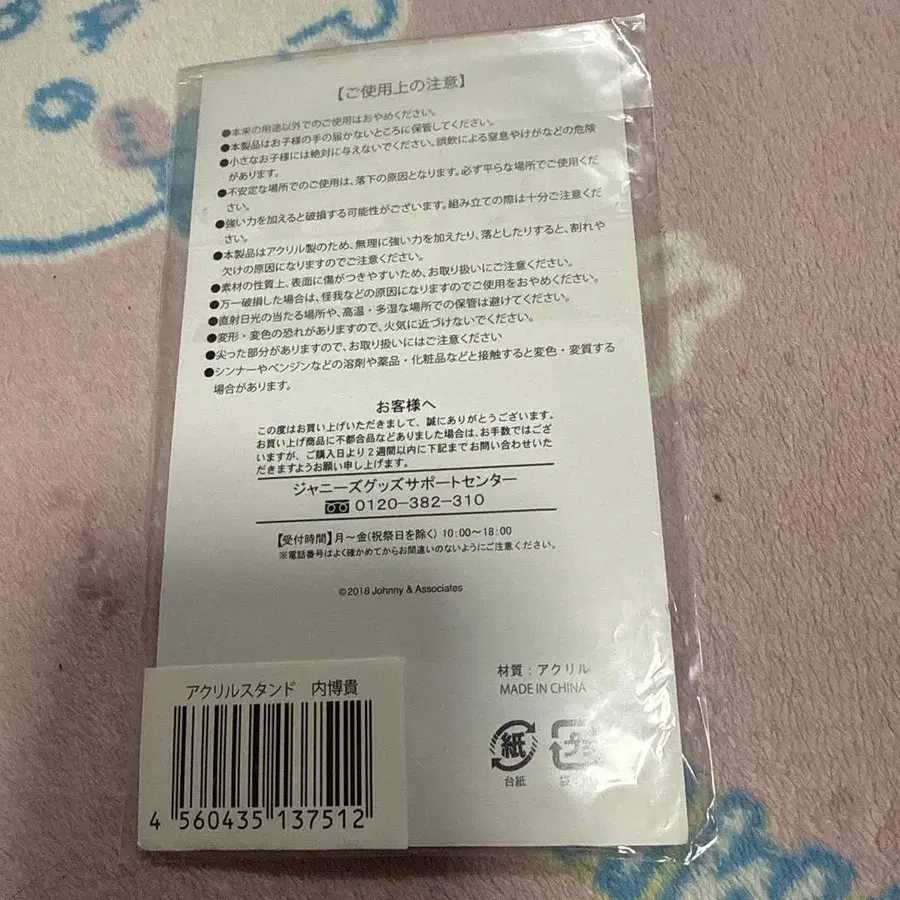 【ご使用上の注意】
●本来の用途以外でのご使用はおやめください。
●本製品はお子様の手の届かないところに保管してください。
●小さなお子様には絶対に与えないでください。誤飲による窒息やけがなどの危険
があります。
●不安定な場所でのご使用は、落下の原因となります。必ず平らな場所でご使用くだ
さい。
●強い力を加えると破損する可能性がございます。組み立ての際は十分ご注意くだ
さい。
●本製品はアクリル製のため、無理に強い力を加えたり、落としたりすると、割れや
欠けの原因になりますのでご注意ください。
●素材の性質上、表面に傷がつきやすいため、お取り扱いにご注意ください。
●万一破損した場合は、怪我などの原因になりますのでご使用をおやめください。
●直射日光の当たる場所や、高温・多湿な場所での保管は避けてください。
●変形・変色の恐れがありますので、火気に近づけないでください。
●尖った部分がありますので、お取り扱いにはご注意ください
●シンナーやベンジンなどの溶剤や薬品・化粧品などと接触すると変色・変質する
場合があります。
お客様へ
この度はお買い上げいただきまして、誠にありがとうございます。
お買い上げ商品に不都合品などありました場合は、お手数ではござ
いますが、ご購入日より2週間以内に下記までお問い合わせいた
だきますようお願い申し上げます。
ジャニーズグッズサポートセンター
0120-382-310
【受付時間】月～金(祝祭日を除く) 10:00～18:00
※電話番号はよく確かめてからお間違いのないようにご注意ください。
©2018 Johnny & Associates
材質：アクリル
MADE IN CHINA
紙
台紙
プラ
袋
アクリルスタンド 内博貴
4 560435 137512